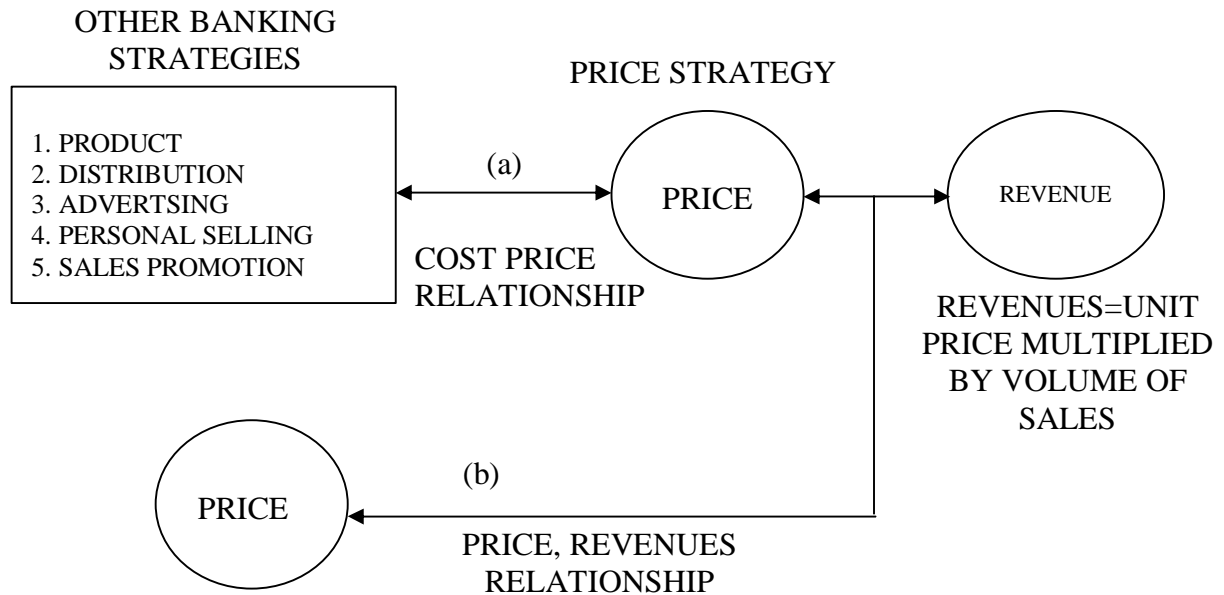 OTHER BANKING
STRATEGIES
PRICE STRATEGY
1. PRODUCT
2. DISTRIBUTION
3. ADVERTSING
4. PERSONAL SELLING
5. SALES PROMOTION
(a)
COST PRICE
RELATIONSHIP
PRICE
REVENUE
REVENUES=UNIT
PRICE MULTIPLIED
BY VOLUME OF
SALES
PRICE
(b)
PRICE, REVENUES
RELATIONSHIP